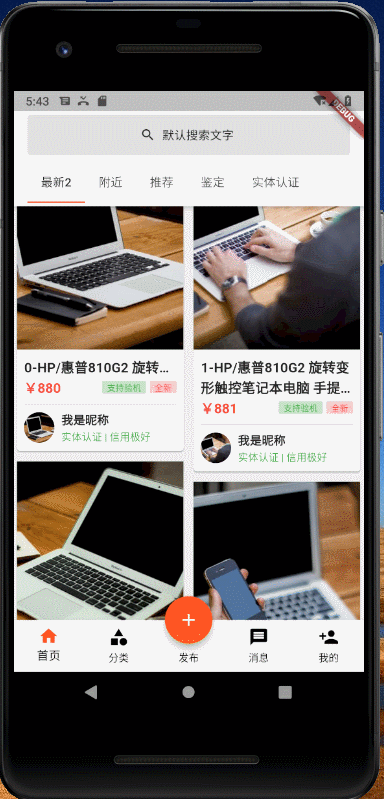 5:43
DEBUG
默认搜索文字
最新2
附近
推荐
鉴定
实体认证
0-HP/惠普810G2 旋转…
¥880
支持验机
全新
我是昵称
实体认证 | 信用极好
1-HP/惠普810G2 旋转变
形触控笔记本电脑 手提…
¥881
支持验机
全新
我是昵称
实体认证 | 信用极好
首页
分类
发布
消息
我的